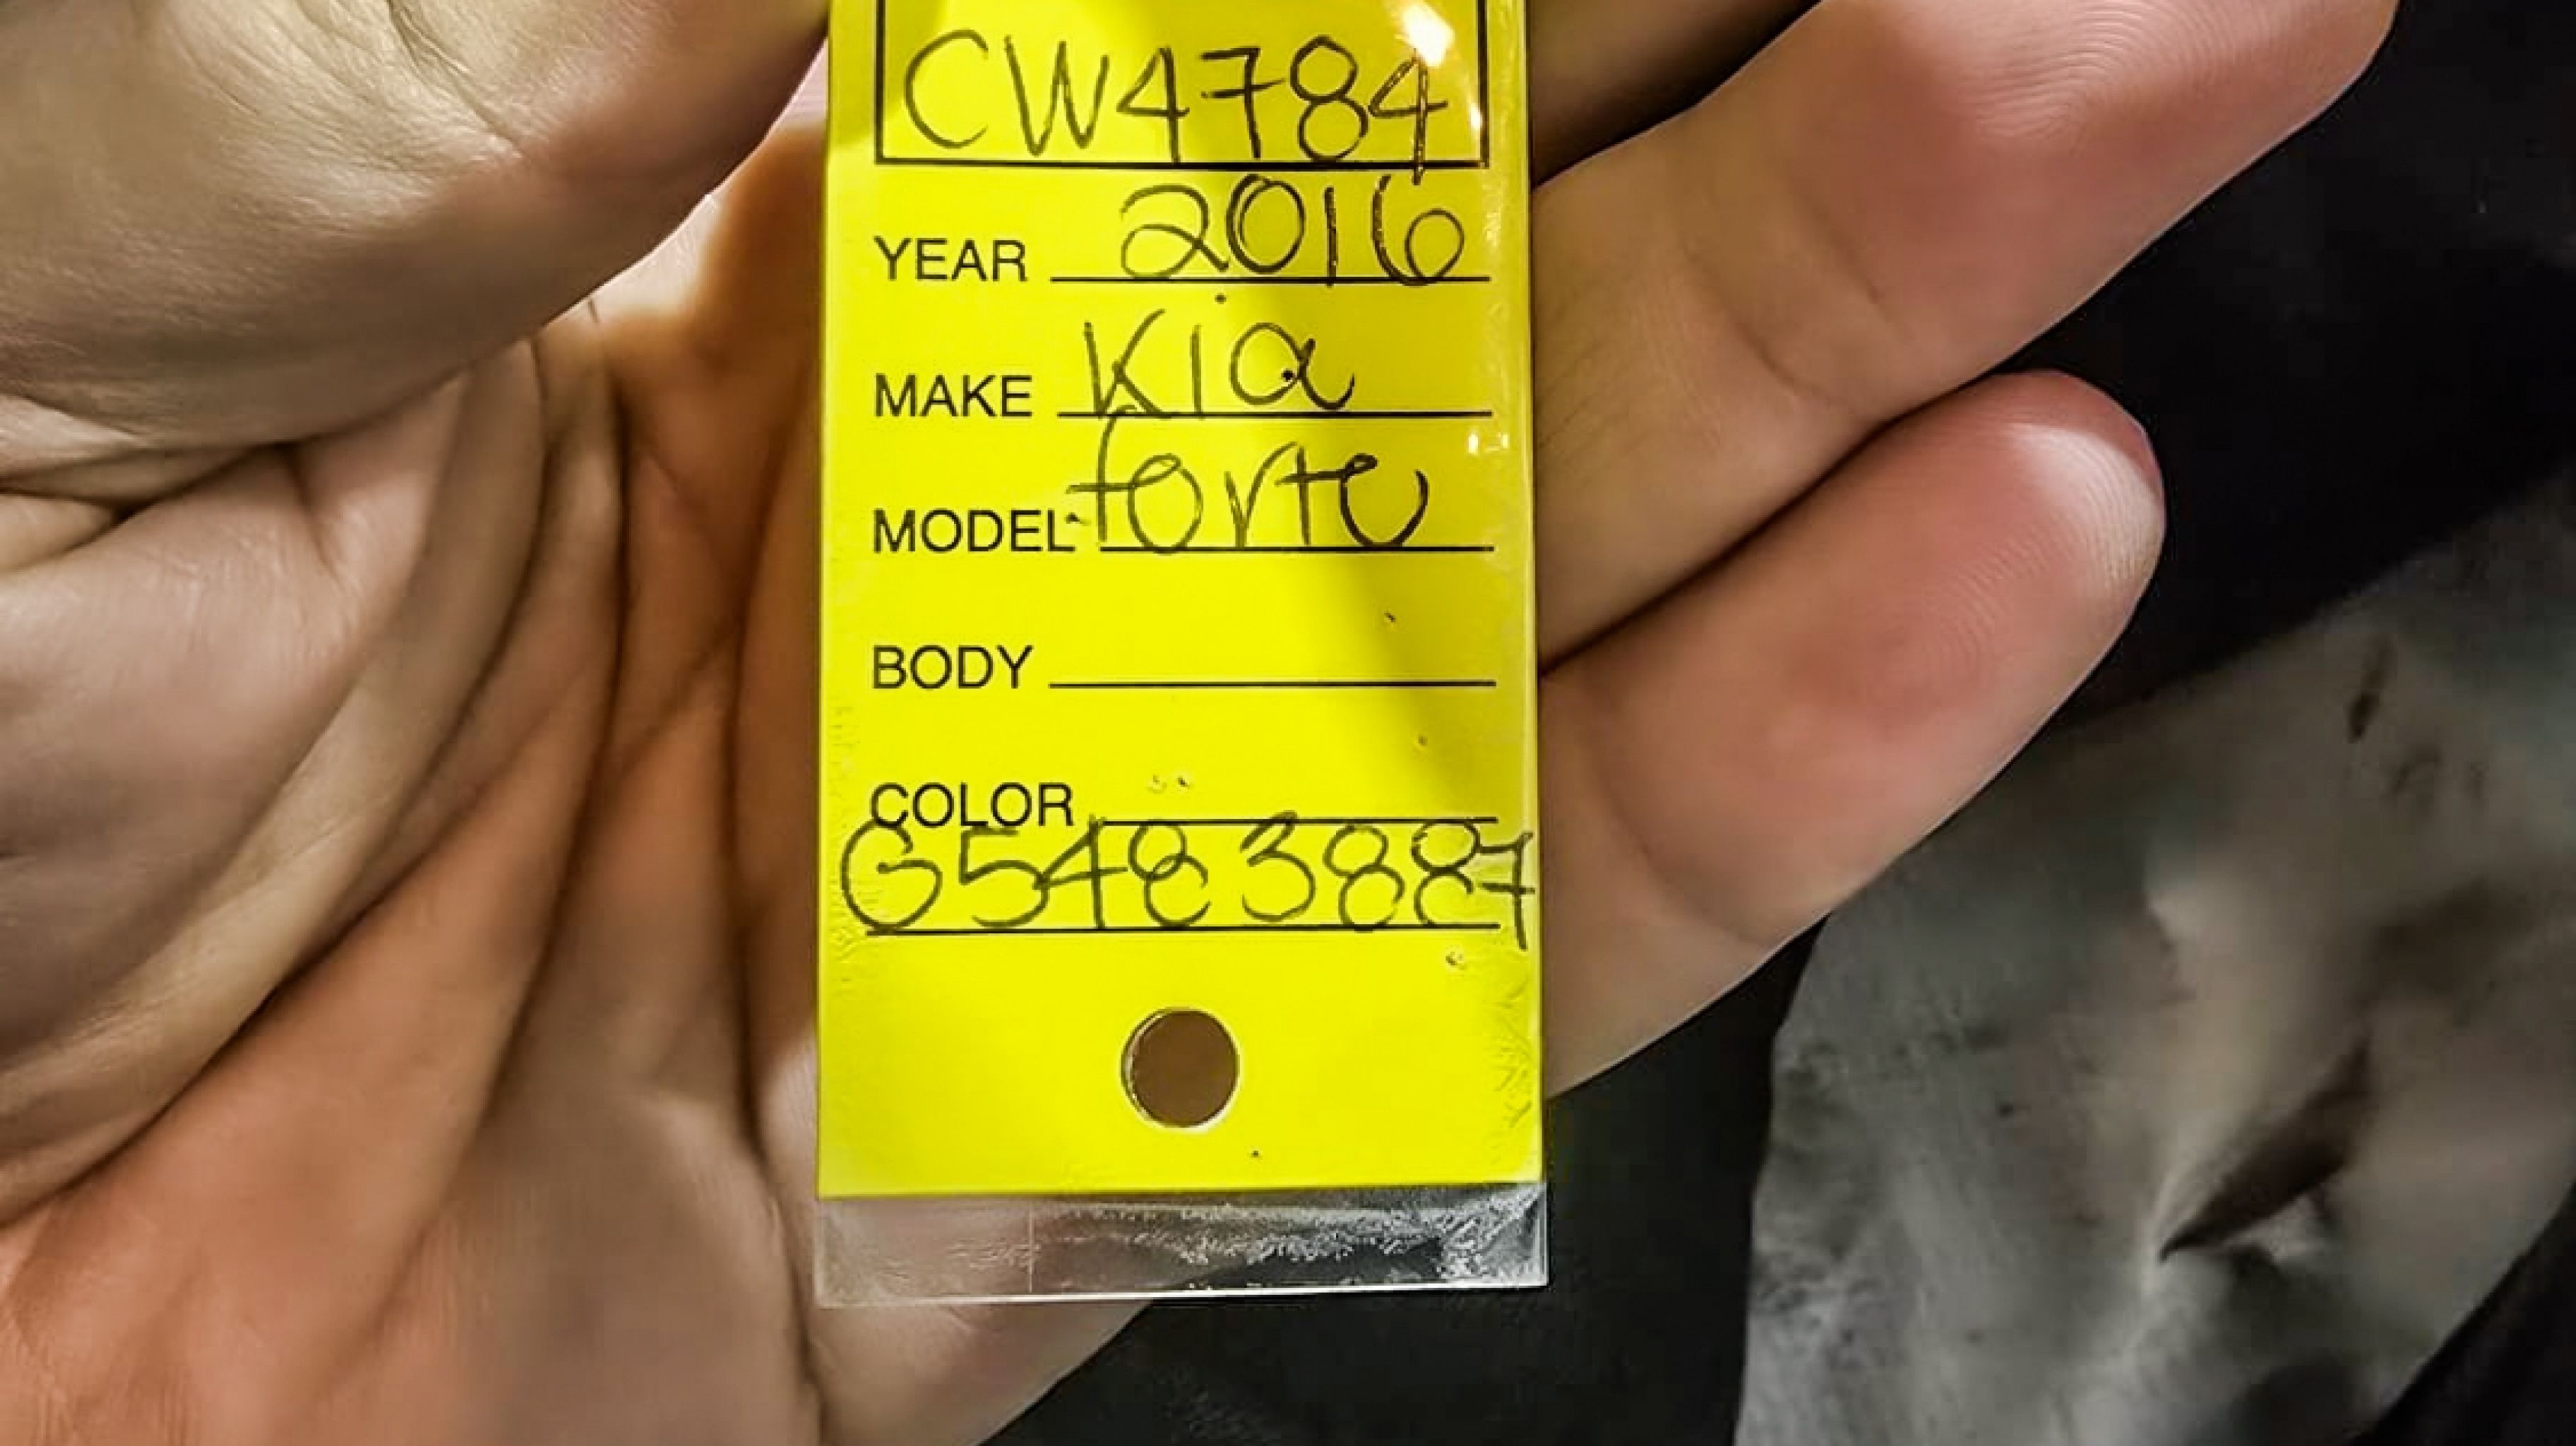 CW4784
YEAR 2016
MAKE Kia
MODEL forte
BODY
COLOR
G5483887